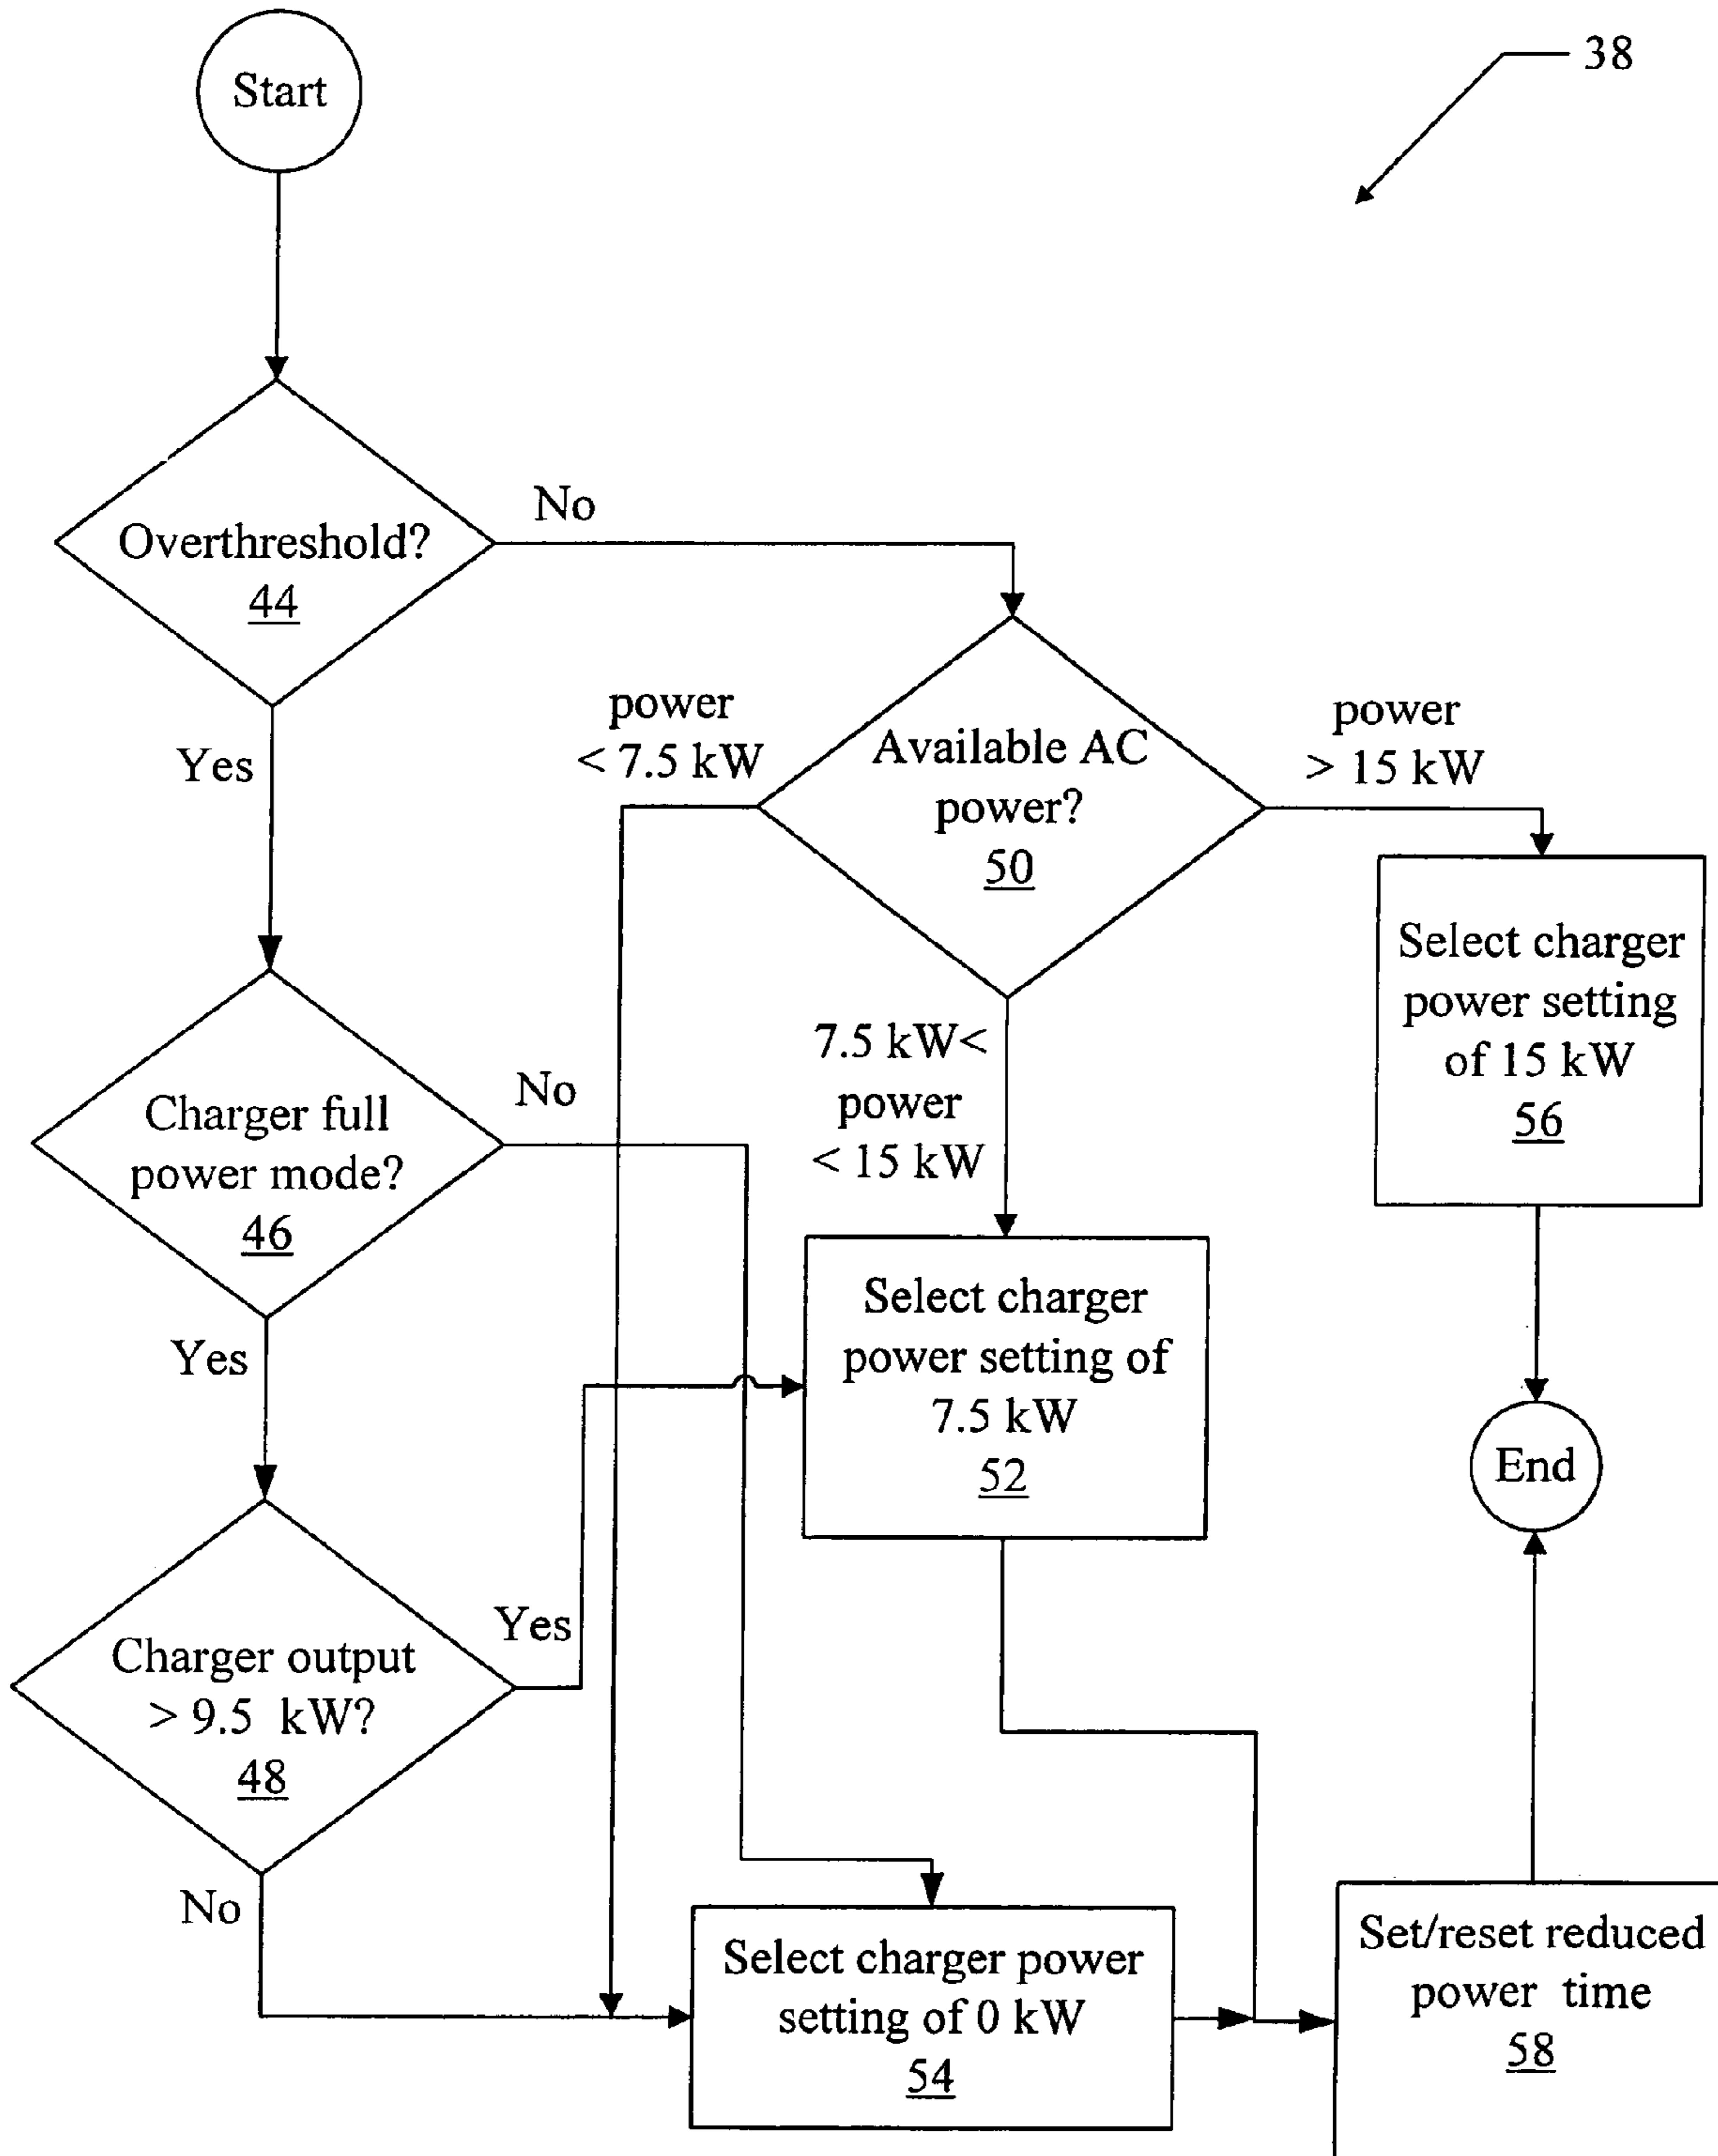 Start
38
Overthreshold?
44
No
Yes
Available AC
power?
50
power
< 7.5 kW
power
> 15 kW
7.5 kW<
power
< 15 kW
Select charger
power setting
of 15 kW
56
Charger full
power mode?
46
No
Yes
Select charger
power setting of
7.5 kW
52
End
Charger output
> 9.5 kW?
48
Yes
No
Select charger power
setting of 0 kW
54
Set/reset reduced
power time
58